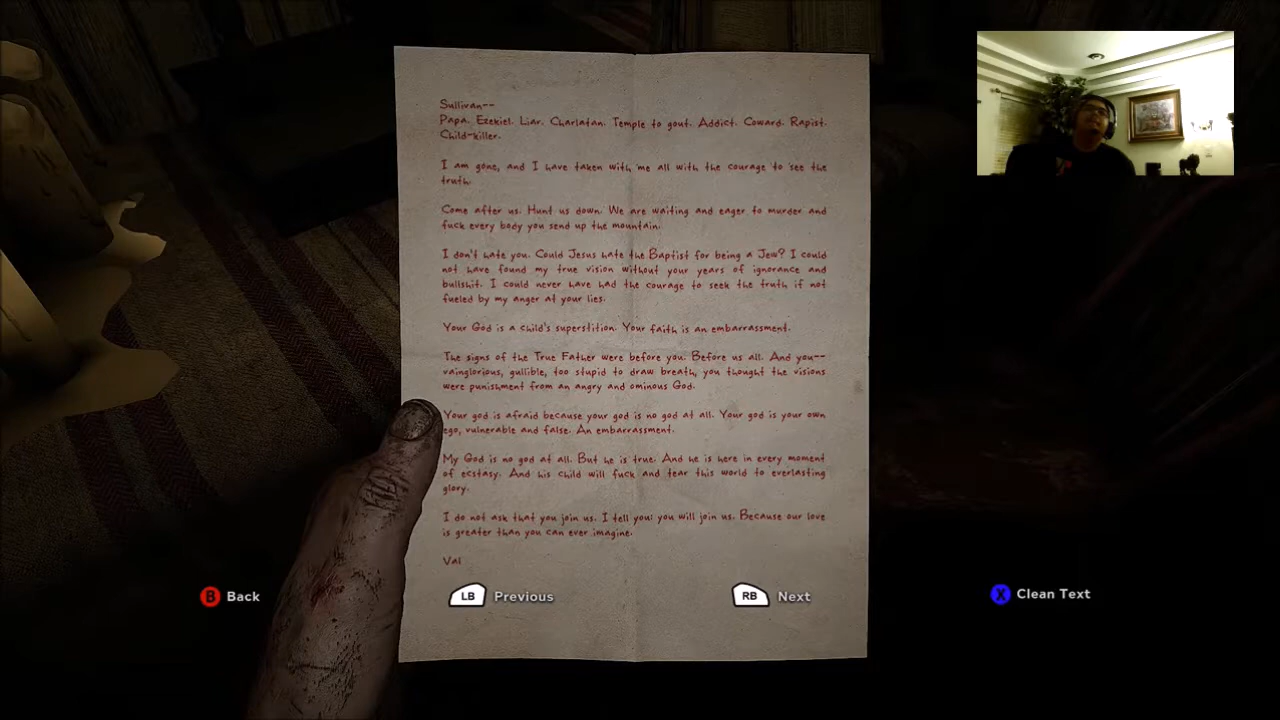 Sullivan--
Papa. Ezekiel. Liar. Charlatan. Temple to gout. Addict. Coward. Rapist.
Child-killer.
I am gone, and I have taken with me all with the courage to see the
truth.
Come after us. Hunt us down. We are waiting and eager to murder and
fuck every body you send up the mountain.
I don't hate you. Could Jesus hate the Baptist for being a Jew? I could
not have found my true vision without your years of ignorance and
bullshit. I could never have had the courage to seek the truth if not
fueled by my anger at your lies.
Your God is a child's superstition. Your faith is an embarrassment.
The signs of the True Father were before you. Before us all. And you--
vainglorious, gullible, too stupid to draw breath, you thought the visions
were punishment from an angry and ominous God.
Your god is afraid because your god is no god at all. Your god is your own
ego, vulnerable and false. An embarrassment.
My God is no god at all. But he is true. And he is here in every moment
of ecstasy. And his child will fuck and tear this world to everlasting
glory.
I do not ask that you join us. I tell you: you will join us. Because our love
is greater than you can ever imagine.
Val
B Back
LB Previous
RB Next
X Clean Text